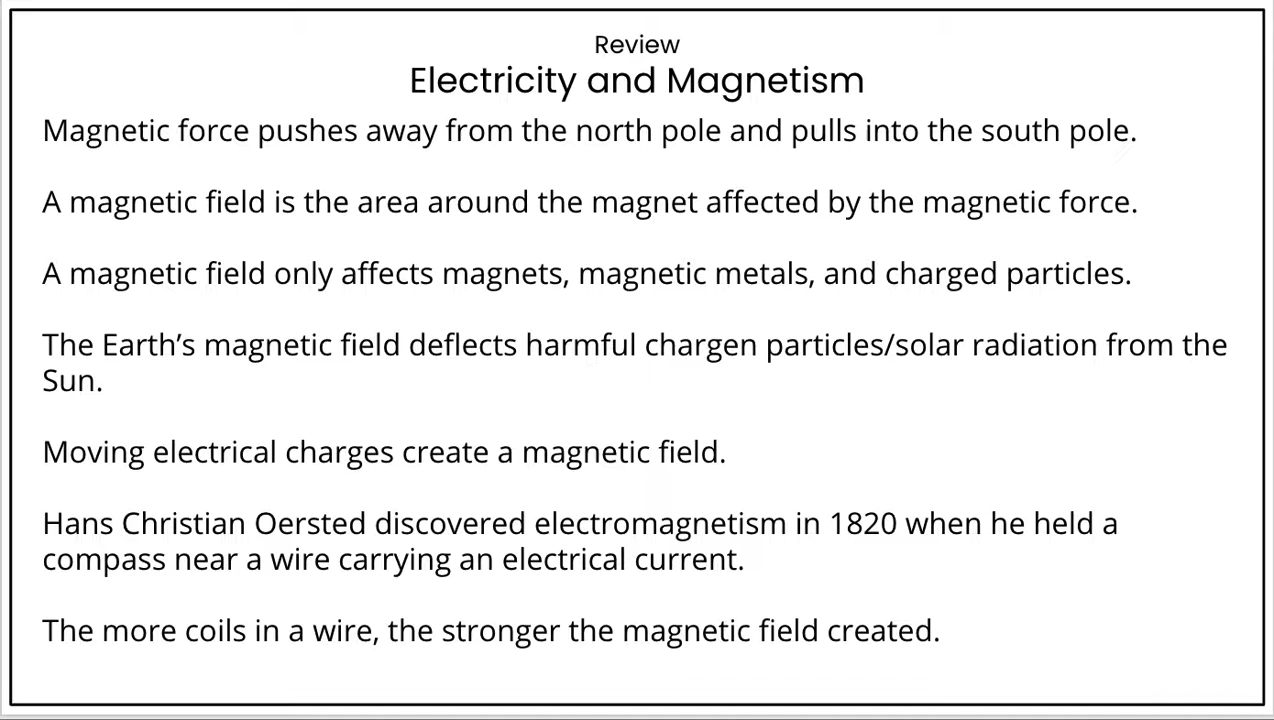 Review
Electricity and Magnetism
Magnetic force pushes away from the north pole and pulls into the south pole.
A magnetic field is the area around the magnet affected by the magnetic force.
A magnetic field only affects magnets, magnetic metals, and charged particles.
The Earth’s magnetic field deflects harmful chargen particles/solar radiation from the
Sun.
Moving electrical charges create a magnetic field.
Hans Christian Oersted discovered electromagnetism in 1820 when he held a
compass near a wire carrying an electrical current.
The more coils in a wire, the stronger the magnetic field created.